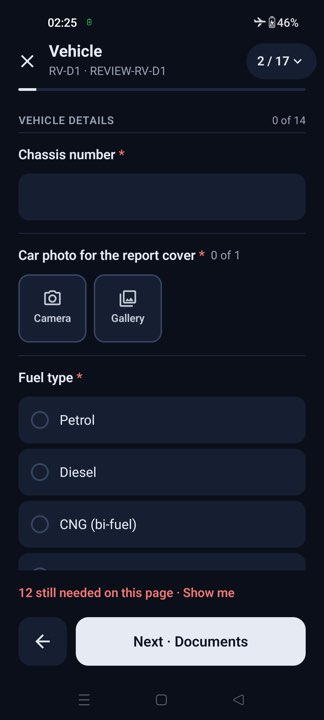 02:25
46%
Vehicle
RV-D1 · REVIEW-RV-D1
2 / 17
VEHICLE DETAILS
0 of 14
Chassis number *
Car photo for the report cover * 0 of 1
Camera
Gallery
Fuel type *
Petrol
Diesel
CNG (bi-fuel)
12 still needed on this page · Show me
Next · Documents